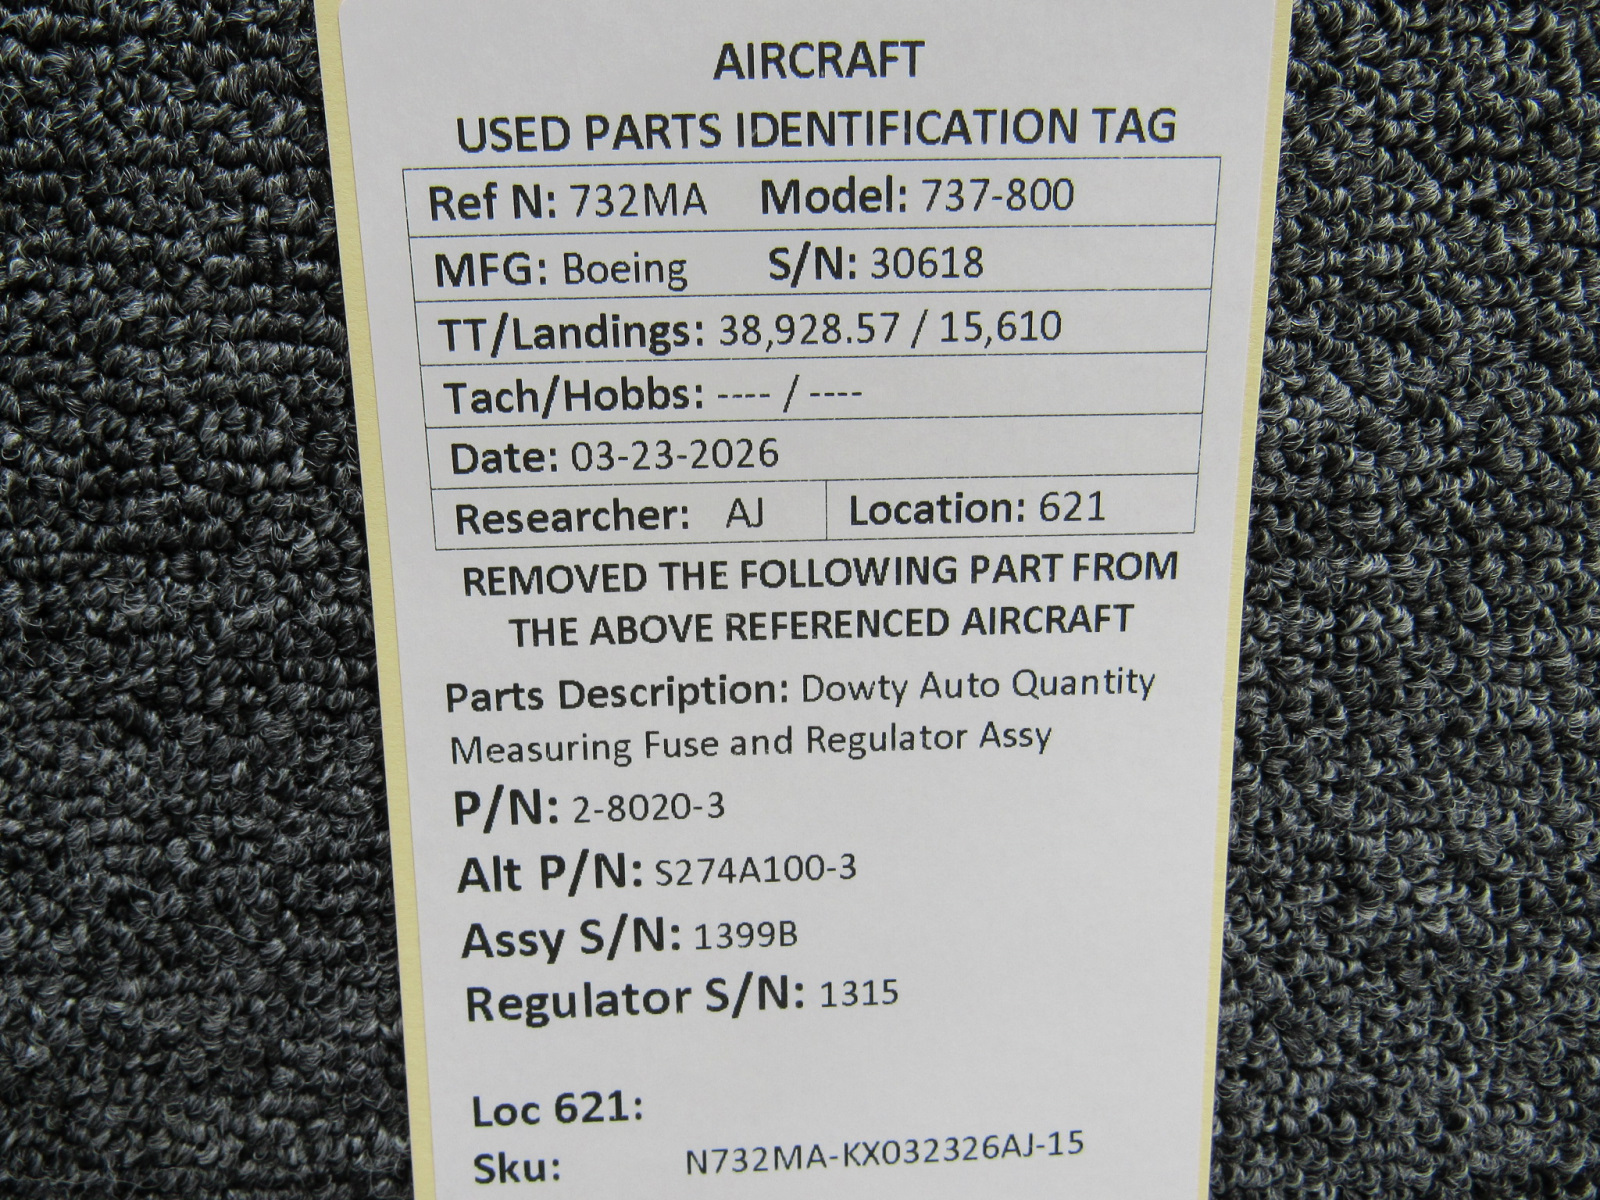 AIRCRAFT
USED PARTS IDENTIFICATION TAG
Ref N: 732MA Model: 737-800
MFG: Boeing S/N: 30618
TT/Landings: 38,928.57 / 15,610
Tach/Hobbs: ---- / ----
Date: 03-23-2026
Researcher: AJ Location: 621
REMOVED THE FOLLOWING PART FROM
THE ABOVE REFERENCED AIRCRAFT
Parts Description: Dowty Auto Quantity
Measuring Fuse and Regulator Assy
P/N: 2-8020-3
Alt P/N: S274A100-3
Assy S/N: 1399B
Regulator S/N: 1315
Loc 621:
Sku: N732MA-KX032326AJ-15